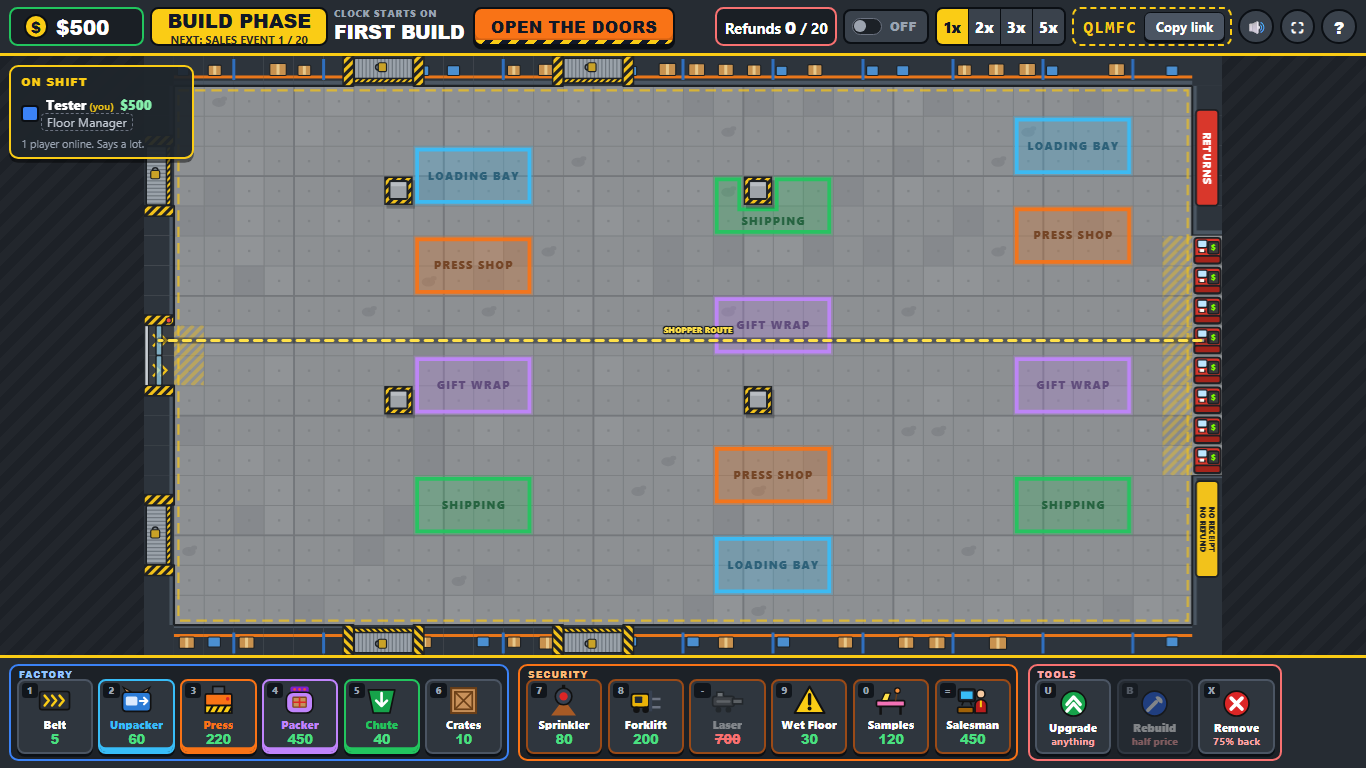 $500
BUILD PHASE
NEXT: SALES EVENT 1 / 20
CLOCK STARTS ON
FIRST BUILD
OPEN THE DOORS
Refunds 0 / 20
OFF
1x 2x 3x 5x
QLMFC
Copy link
?
ON SHIFT
Tester (you) $500
Floor Manager
1 player online. Says a lot.
LOADING BAY
LOADING BAY
RETURNS
SHIPPING
PRESS SHOP
PRESS SHOP
GIFT WRAP
SHOPPER ROUTE
GIFT WRAP
GIFT WRAP
PRESS SHOP
SHIPPING
SHIPPING
NO RECEIPT
NO REFUND
LOADING BAY
FACTORY
1 Belt 5
2 Unpacker 60
3 Press 220
4 Packer 450
5 Chute 40
6 Crates 10
SECURITY
7 Sprinkler 80
8 Forklift 200
- Laser 700
9 Wet Floor 30
0 Samples 120
= Salesman 450
TOOLS
U Upgrade anything
B Rebuild half price
X Remove 75% back